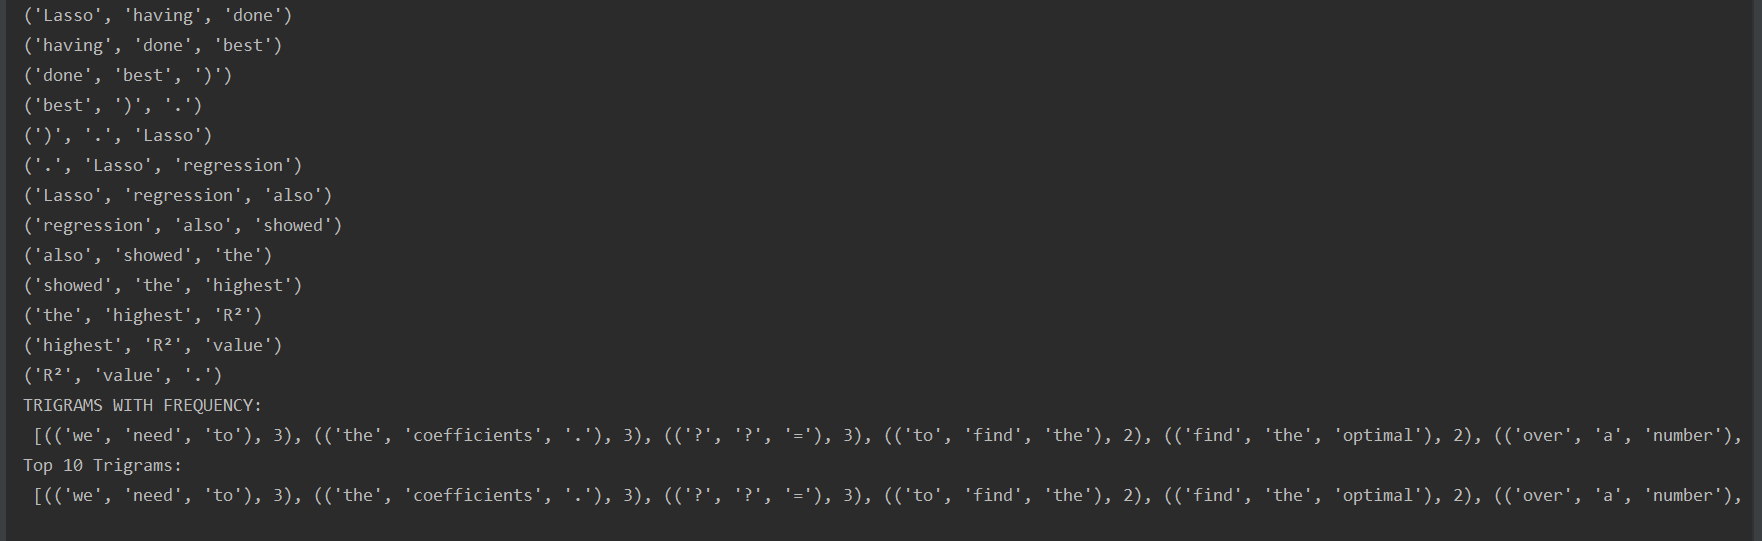 ('Lasso', 'having', 'done')
('having', 'done', 'best')
('done', 'best', ')')
('best', ')', '.')
(')', '.', 'Lasso')
('.', 'Lasso', 'regression')
('Lasso', 'regression', 'also')
('regression', 'also', 'showed')
('also', 'showed', 'the')
('showed', 'the', 'highest')
('the', 'highest', 'R²')
('highest', 'R²', 'value')
('R²', 'value', '.')
TRIGRAMS WITH FREQUENCY:
[(('we', 'need', 'to'), 3), (('the', 'coefficients', '.'), 3), (('?', '?', '='), 3), (('to', 'find', 'the'), 2), (('find', 'the', 'optimal'), 2), (('over', 'a', 'number'),
Top 10 Trigrams:
[(('we', 'need', 'to'), 3), (('the', 'coefficients', '.'), 3), (('?', '?', '='), 3), (('to', 'find', 'the'), 2), (('find', 'the', 'optimal'), 2), (('over', 'a', 'number'),